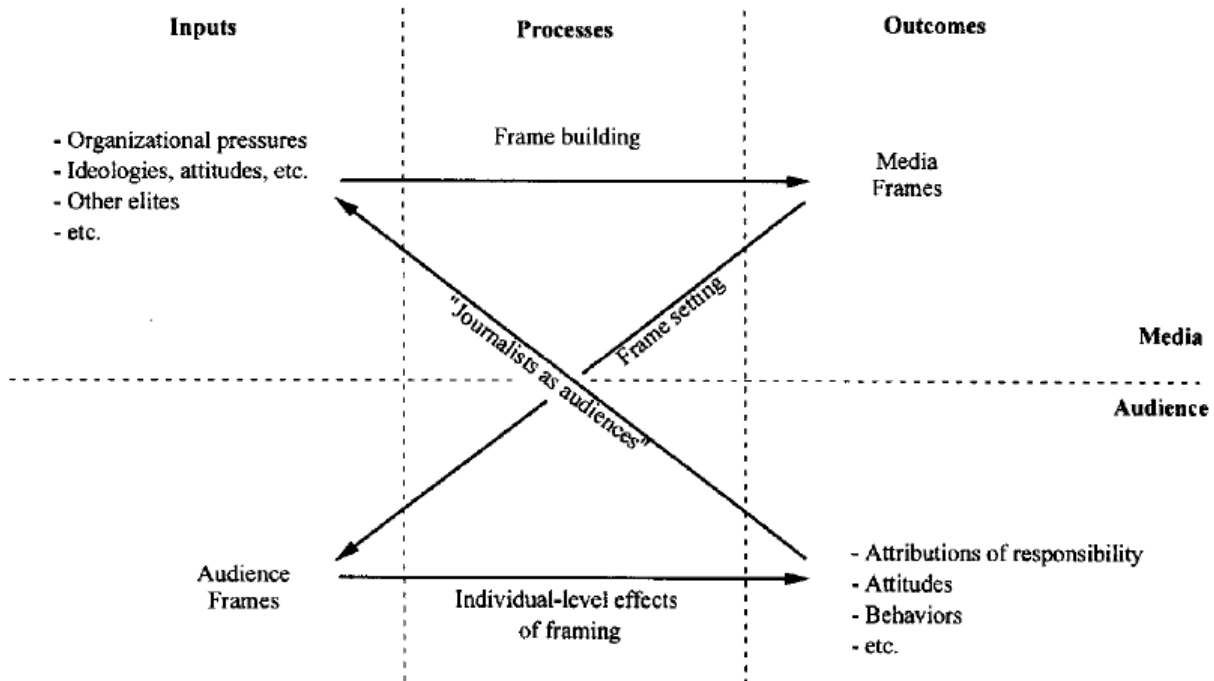 Inputs
Processes
Outcomes
- Organizational pressures
- Ideologies, attitudes, etc.
- Other elites
- etc.
Frame building
Media
Frames
"Journalists as audiences"
Frame setting
Media
Audience
Audience
Frames
Individual-level effects
of framing
- Attributions of responsibility
- Attitudes
- Behaviors
- etc.